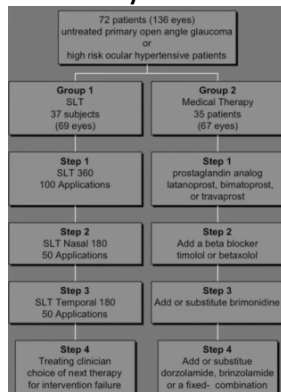 72 patients (136 eyes)
untreated primary open angle glaucoma
or
high risk ocular hypertensive patients
Group 1
SLT
37 subjects
(69 eyes)
Group 2
Medical Therapy
35 patients
(67 eyes)
Step 1
SLT 360
100 Applications
Step 1
prostaglandin analog
latanoprost, bimatoprost,
or travaprost
Step 2
SLT Nasal 180
50 Applications
Step 2
Add a beta blocker
timolol or betaxolol
Step 3
SLT Temporal 180
50 Applications
Step 3
Add or substitute brimonidine
Step 4
Treating clinician
choice of next therapy
for intervention failure
Step 4
Add or substitue
dorzolamide, brinzolamide
or a fixed- combination